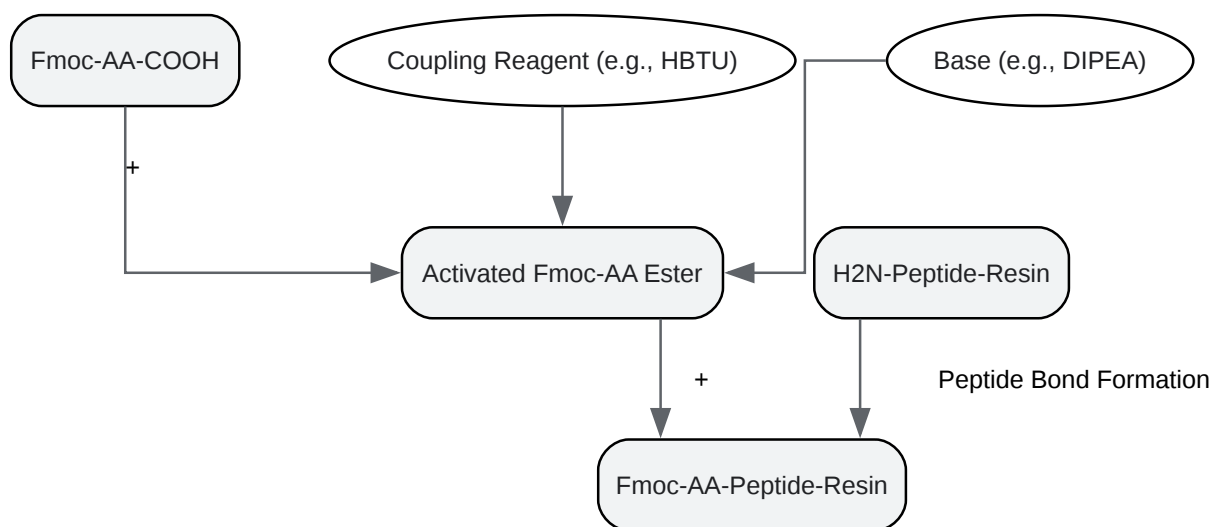 Fmoc-AA-COOH
Coupling Reagent (e.g., HBTU)
Base (e.g., DIPEA)
+
Activated Fmoc-AA Ester
H2N-Peptide-Resin
+
Peptide Bond Formation
Fmoc-AA-Peptide-Resin